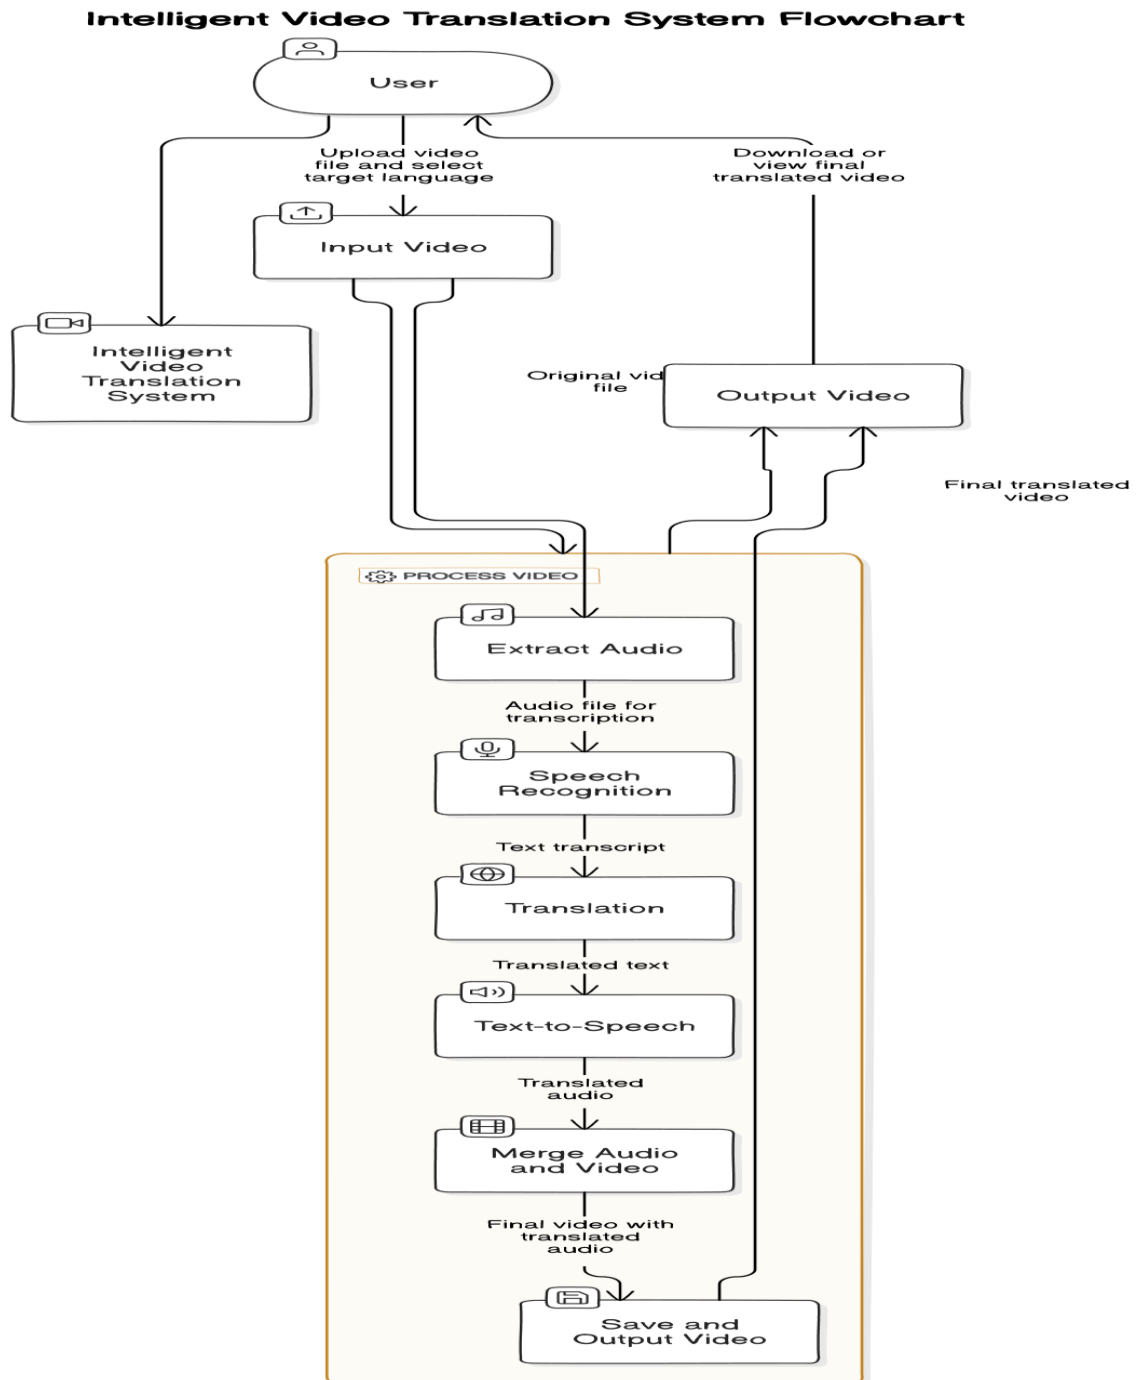 Intelligent Video Translation System Flowchart
User
Upload video
file and select
target language
Download or
view final
translated video
Input Video
Intelligent
Video
Translation
System
Original vid
file
Output Video
Final translated
video
PROCESS VIDEO
Extract Audio
Audio file for
transcription
Speech
Recognition
Text transcript
Translation
Translated text
Text-to-Speech
Translated
audio
Merge Audio
and Video
Final video with
translated
audio
Save and
Output Video